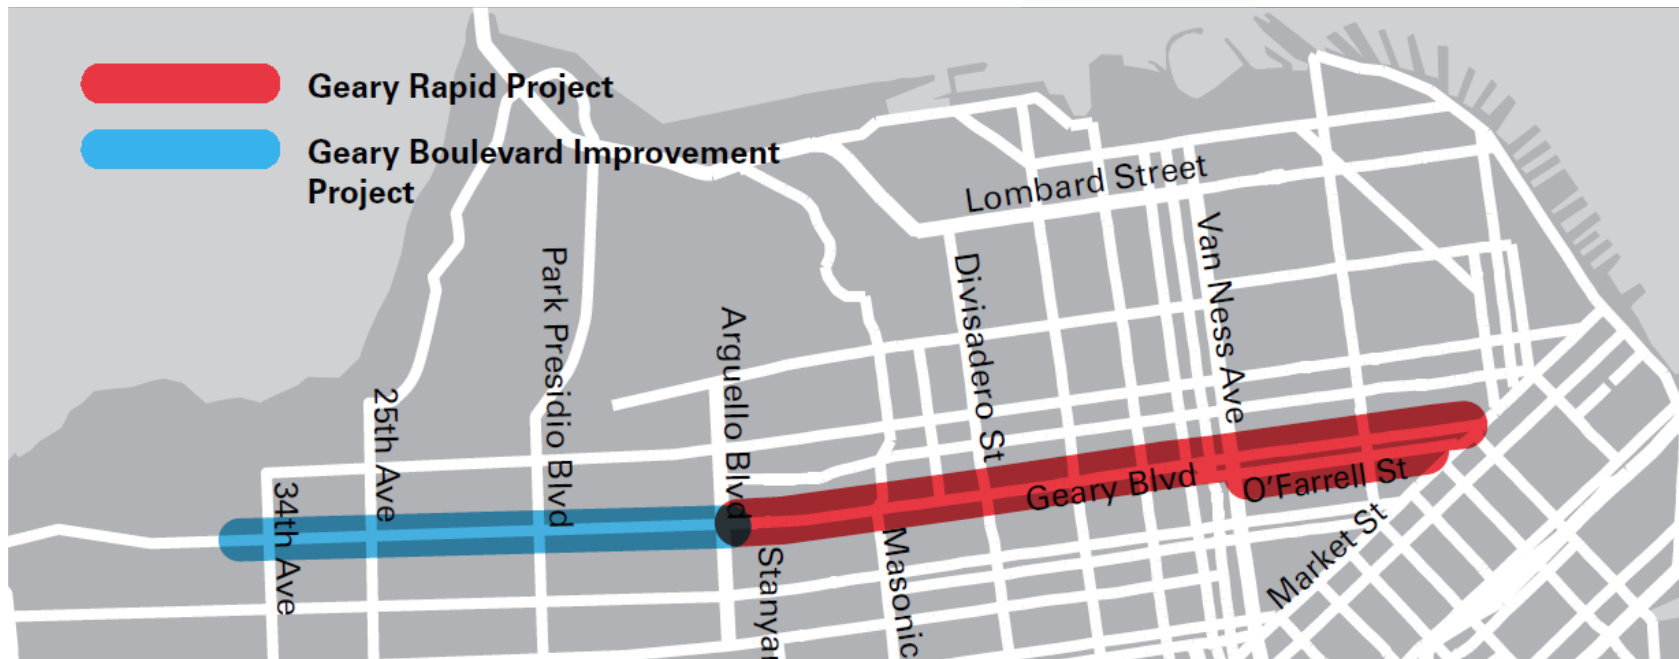 Geary Rapid Project
Geary Boulevard Improvement
Project
Lombard Street
Van Ness Ave
Park Presidio Blvd
Divisadero St
Arguello Blvd
25th Ave
Geary Blvd
O'Farrell St
34th Ave
Market St
Masonic
Stanya